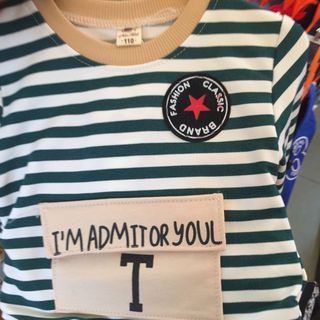 110
FASHION CLASSIC
BRAND
I'M ADMITORYOUL
T